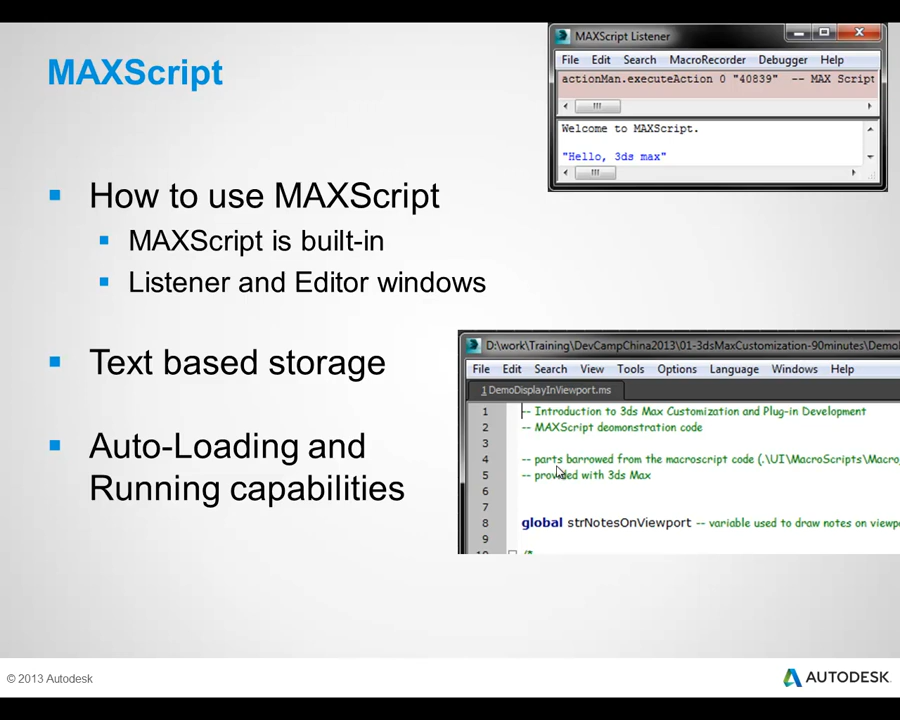 MAXScript
How to use MAXScript
MAXScript is built-in
Listener and Editor windows
Text based storage
Auto-Loading and
Running capabilities
MAXScript Listener
File Edit Search MacroRecorder Debugger Help
actionMan.executeAction 0 "40839" -- MAX Script
Welcome to MAXScript.
"Hello, 3ds max"
D:\work\Training\DevCampChina2013\01-3dsMaxCustomization-90minutes\Demo
File Edit Search View Tools Options Language Windows Help
1 DemoDisplayInViewport.ms
1 -- Introduction to 3ds Max Customization and Plug-in Development
2 -- MAXScript deomonstration code
3
4 -- parts barrowed from the macroscript code (.\UI\MacroScripts\Macro_
5 -- provided with 3ds Max
6
7
8 global strNotesOnViewport -- variable used to draw notes on viewpo
9
10 /*
© 2013 Autodesk
AUTODESK.